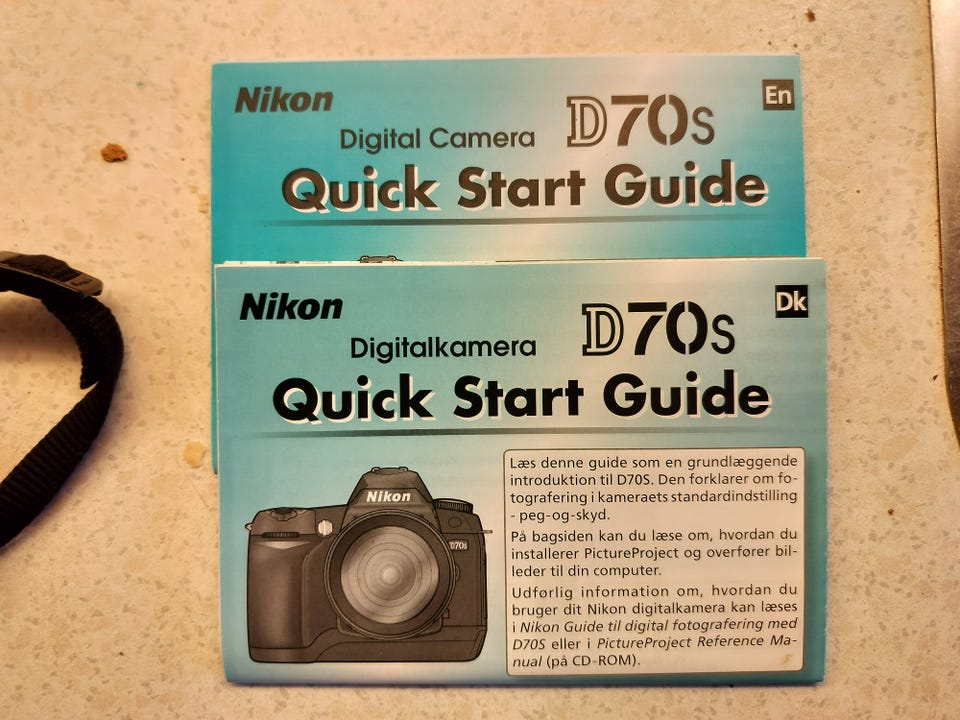 Nikon
En
Digital Camera D70s
Quick Start Guide
Nikon
Dk
Digitalkamera D70s
Quick Start Guide
Nikon
D70s
Læs denne guide som en grundlæggende
introduktion til D70S. Den forklarer om fo-
tografering i kameraets standardindstilling
- peg-og-skyd.
På bagsiden kan du læse om, hvordan du
installerer PictureProject og overfører bil-
leder til din computer.
Udførlig information om, hvordan du
bruger dit Nikon digitalkamera kan læses
i Nikon Guide til digital fotografering med
D70S eller i PictureProject Reference Ma-
nual (på CD-ROM).